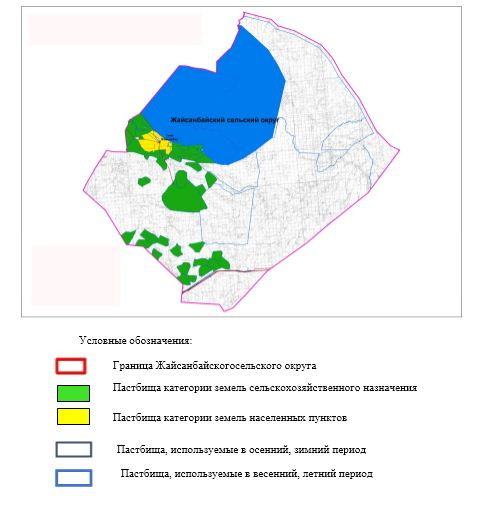 Жайсанбайский сельский округ
Условные обозначения:
Граница Жайсанбайскогосельского округа
Пастбища категории земель сельскохозяйственного назначения
Пастбища категории земель населенных пунктов
Пастбища, используемые в осенний, зимний период
Пастбища, используемые в весенний, летний период